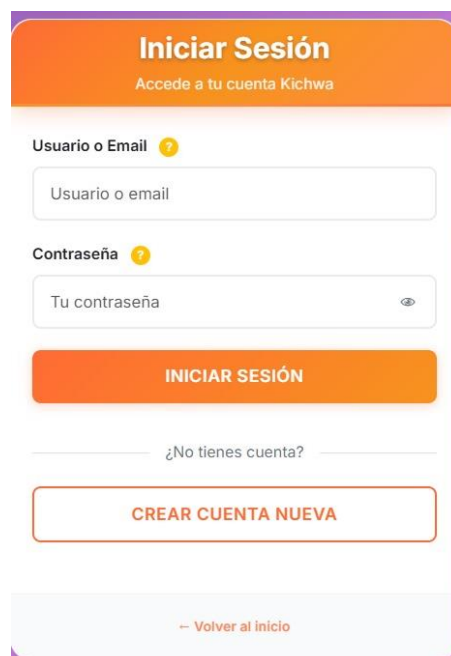 Iniciar Sesión
Accede a tu cuenta Kichwa
Usuario o Email ?
Usuario o email
Contraseña ?
Tu contraseña
INICIAR SESIÓN
¿No tienes cuenta?
CREAR CUENTA NUEVA
← Volver al inicio